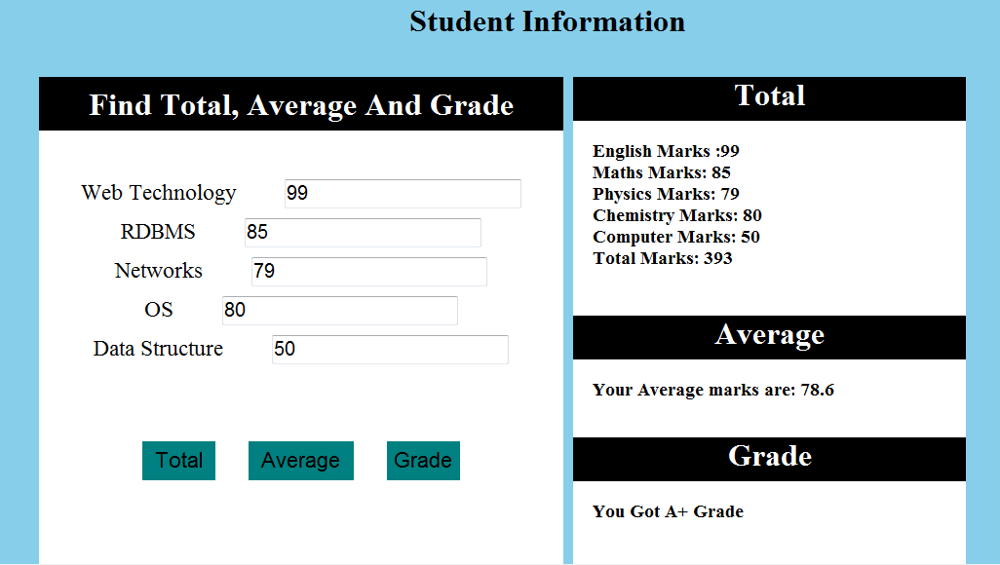 Student Information
Find Total, Average And Grade
Web Technology 99
RDBMS 85
Networks 79
OS 80
Data Structure 50
Total Average Grade
Total
English Marks :99
Maths Marks: 85
Physics Marks: 79
Chemistry Marks: 80
Computer Marks: 50
Total Marks: 393
Average
Your Average marks are: 78.6
Grade
You Got A+ Grade